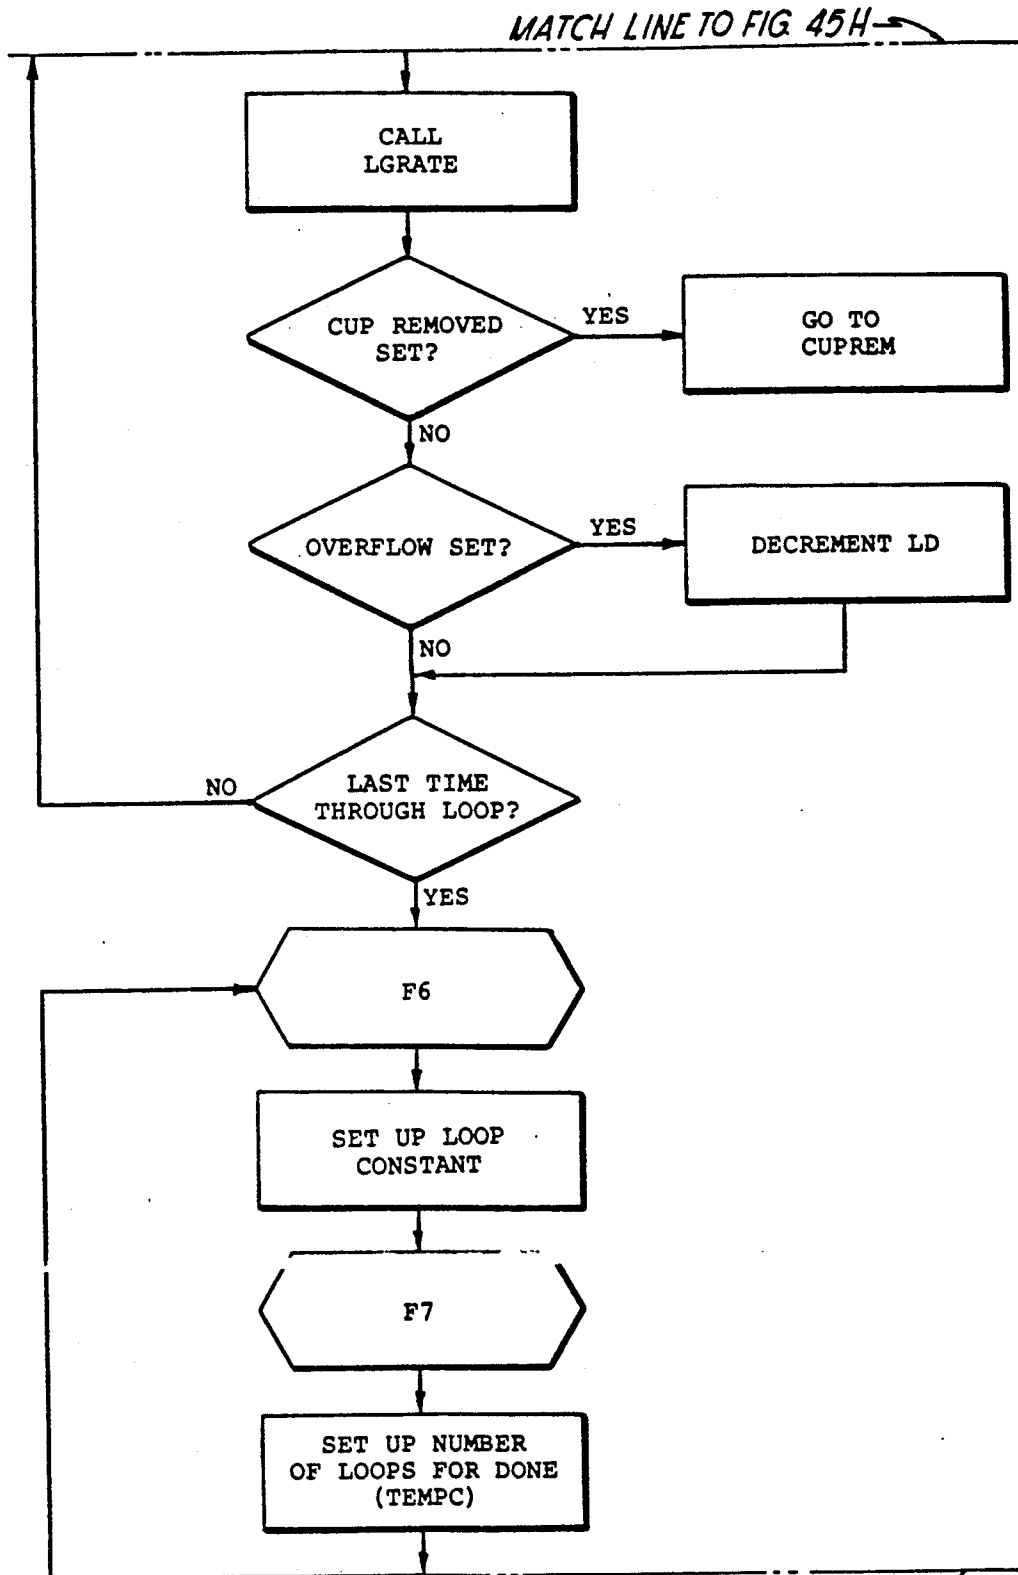 MATCH LINE TO FIG. 45H
CALL
LGRATE
CUP REMOVED
SET?
YES
GO TO
CUPREM
NO
OVERFLOW SET?
YES
DECREMENT LD
NO
LAST TIME
THROUGH LOOP?
NO
YES
F6
SET UP LOOP
CONSTANT
F7
SET UP NUMBER
OF LOOPS FOR DONE
(TEMPC)